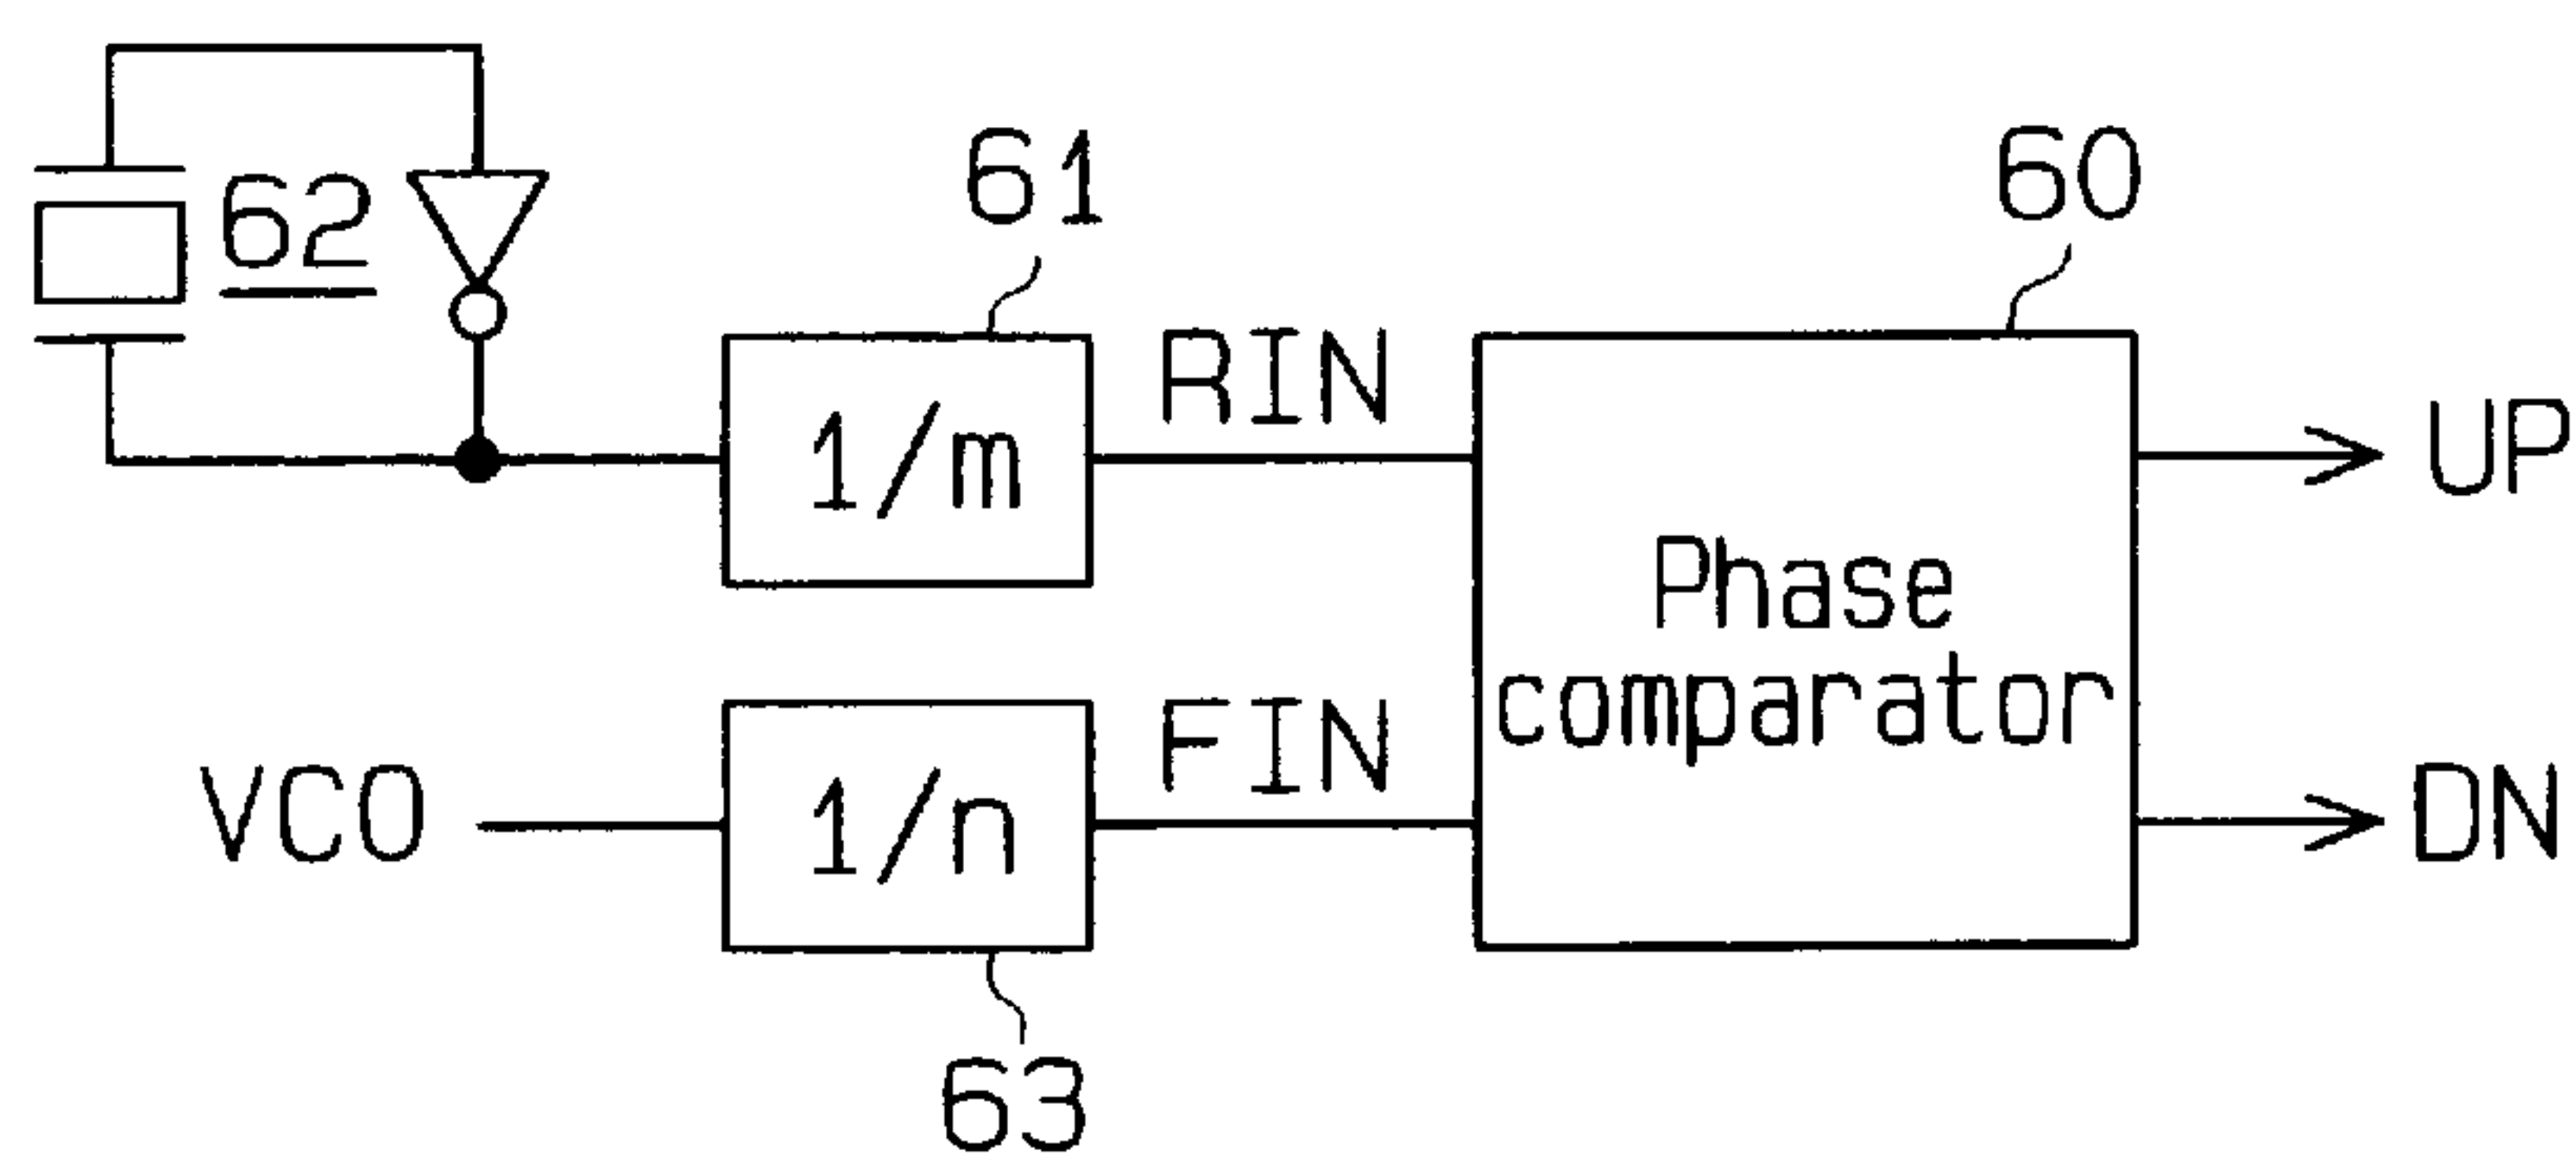 62
61
60
1/m
RIN
UP
Phase
comparator
VCO
1/n
FIN
DN
63